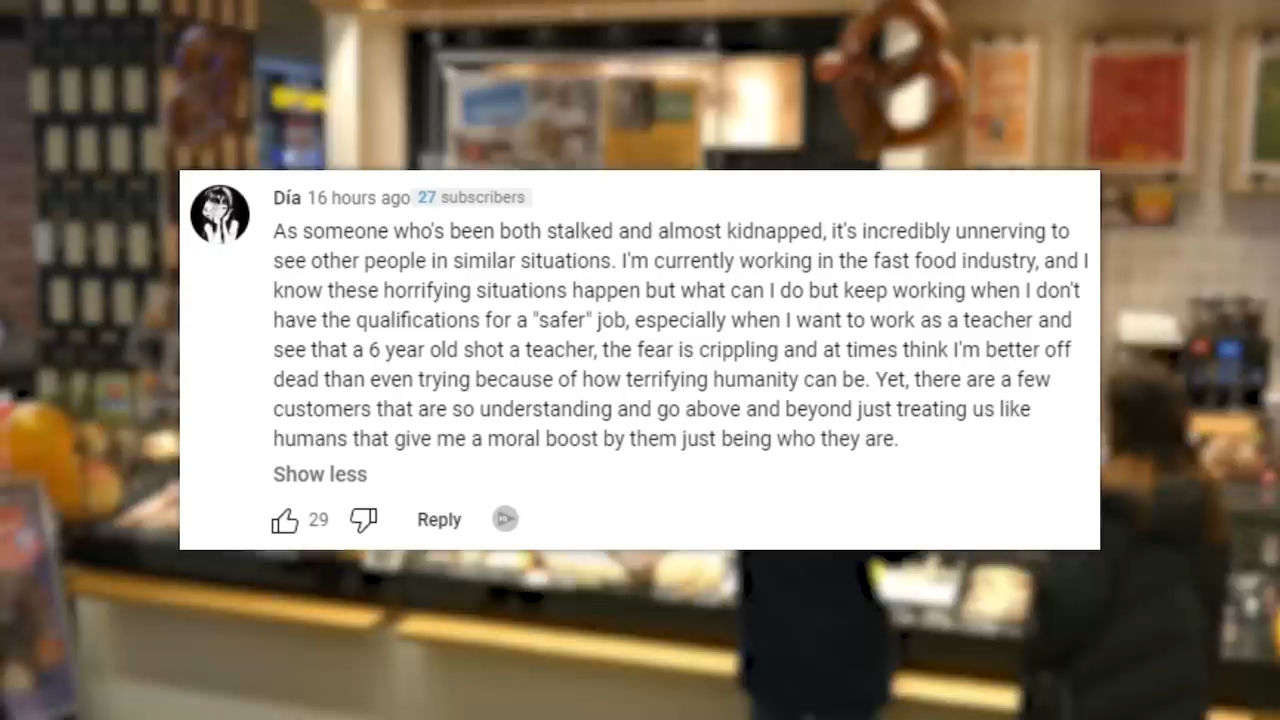 Día 16 hours ago 27 subscribers
As someone who's been both stalked and almost kidnapped, it's incredibly unnerving to
see other people in similar situations. I'm currently working in the fast food industry, and I
know these horrifying situations happen but what can I do but keep working when I don't
have the qualifications for a "safer" job, especially when I want to work as a teacher and
see that a 6 year old shot a teacher, the fear is crippling and at times think I'm better off
dead than even trying because of how terrifying humanity can be. Yet, there are a few
customers that are so understanding and go above and beyond just treating us like
humans that give me a moral boost by them just being who they are.
Show less
29 Reply